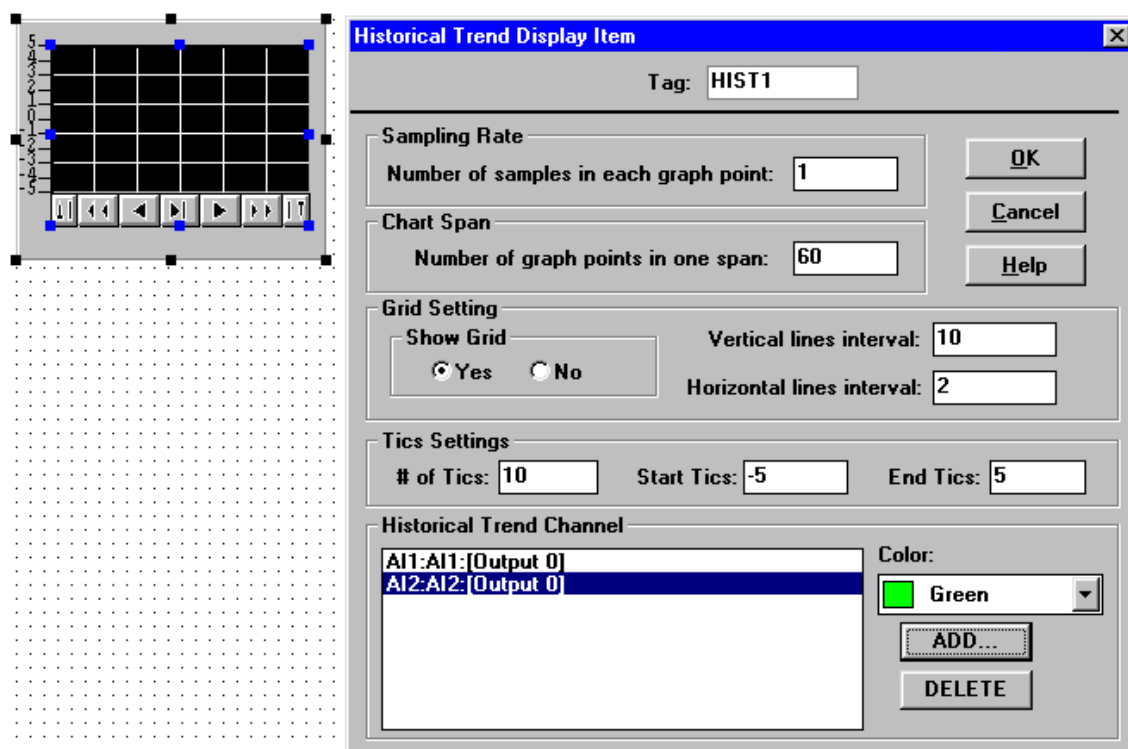 5
4
3
2
1
0
-1
-2
-3
-4
-5
Historical Trend Display Item
Tag: HIST1
Sampling Rate
Number of samples in each graph point: 1
OK
Chart Span
Number of graph points in one span: 60
Cancel
Help
Grid Setting
Show Grid
Yes No
Vertical lines interval: 10
Horizontal lines interval: 2
Tics Settings
# of Tics: 10 Start Tics: -5 End Tics: 5
Historical Trend Channel
AI1:AI1:[Output 0]
AI2:AI2:[Output 0]
Color:
Green
ADD...
DELETE